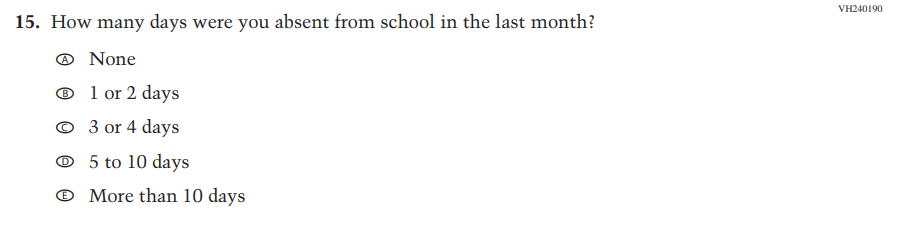 VH240190
15. How many days were you absent from school in the last month?
A None
B 1 or 2 days
C 3 or 4 days
D 5 to 10 days
E More than 10 days